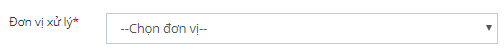 Đơn vị xử lý*
--Chọn đơn vị--